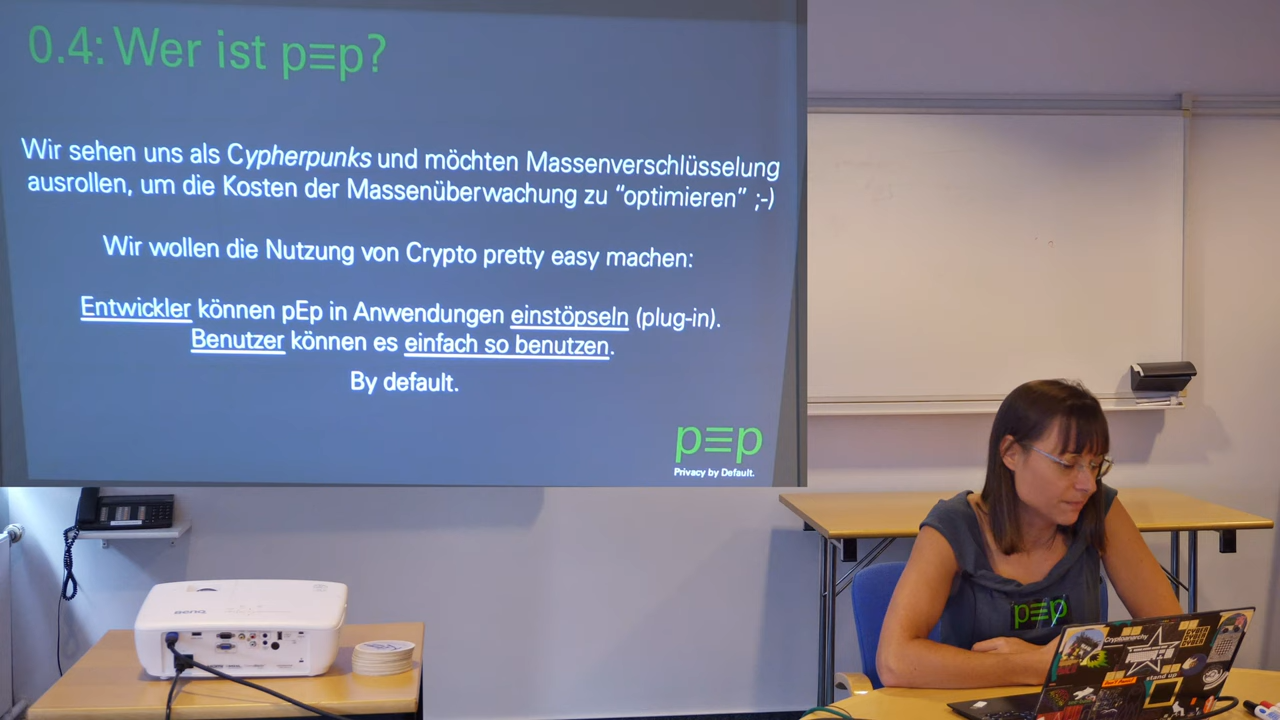 0.4: Wer ist p≡p?
Wir sehen uns als Cypherpunks und möchten Massenverschlüsselung
ausrollen, um die Kosten der Massenüberwachung zu “optimieren” ;-)
Wir wollen die Nutzung von Crypto pretty easy machen:
Entwickler können pEp in Anwendungen einstöpseln (plug-in).
Benutzer können es einfach so benutzen.
By default.
p≡p
Privacy by Default.
p≡p
BenQ
Cryptoanarchy
stand up